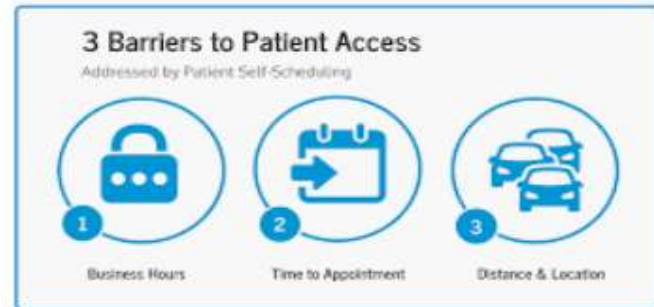 3 Barriers to Patient Access
Addressed by Patient Self-Scheduling
1
2
3
Business Hours
Time to Appointment
Distance & Location